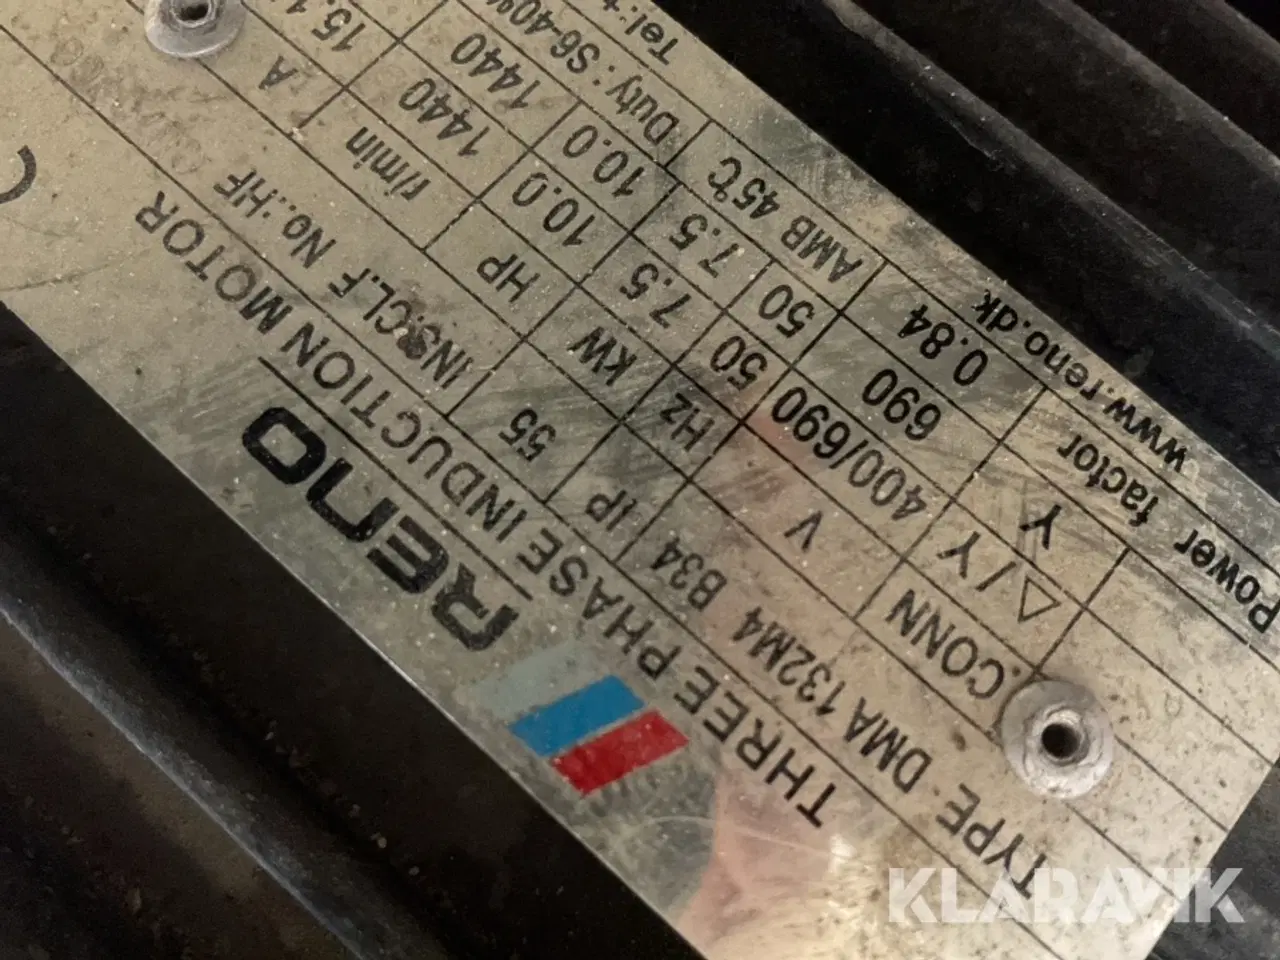 RENO
THREE PHASE INDUCTION MOTOR
TYPE DMA 132M4 B34 IP 55 INS.CL.F No.:HF
CONN. V Hz kW HP r/min A
△/Y 400/690 50 7.5 10.0 1440
Y 690 50 7.5 10.0 1440
Power factor 0.84 AMB 45℃ Duty: S6-40%
www.reno.dk Tel:+
KLARAVIK